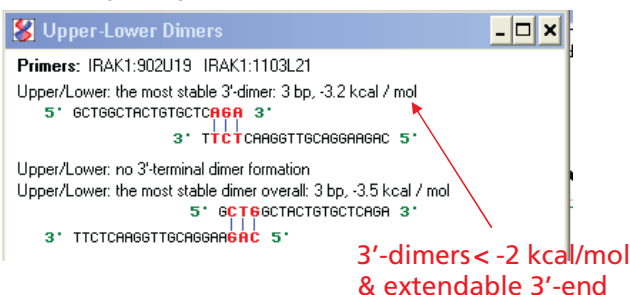 Upper-Lower Dimers
Primers: IRAK1:902U19 IRAK1:1103L21
Upper/Lower: the most stable 3'-dimer: 3 bp, -3.2 kcal / mol
5' GCTGGCTACTGTGCTCAGA 3'
3' TTCTCAAGGTTGCAGGAAGAC 5'
Upper/Lower: no 3'-terminal dimer formation
Upper/Lower: the most stable dimer overall: 3 bp, -3.5 kcal / mol
5' GCTGGCTACTGTGCTCAGA 3'
3' TTCTCAAGGTTGCAGGAAGAC 5'
3′-dimers< -2 kcal/mol
& extendable 3′-end